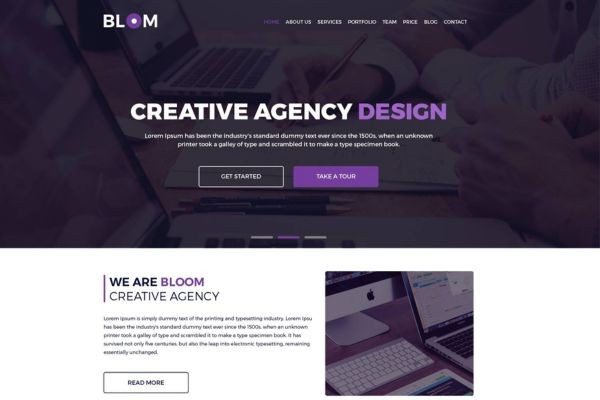 BLOM
HOME ABOUT US SERVICES PORTFOLIO TEAM PRICE BLOG CONTACT
CREATIVE AGENCY DESIGN
Lorem Ipsum has been the industry's standard dummy text ever since the 1500s, when an unknown
printer took a galley of type and scrambled it to make a type specimen book.
GET STARTED TAKE A TOUR
WE ARE BLOOM
CREATIVE AGENCY
Lorem Ipsum is simply dummy text of the printing and typesetting industry. Lorem Ipsu
has been the industry's standard dummy text ever since the 1500s, when an unknown
printer took a galley of type and scrambled it to make a type specimen book. It has
survived not only five centuries, but also the leap into electronic typesetting, remaining
essentially unchanged.
READ MORE